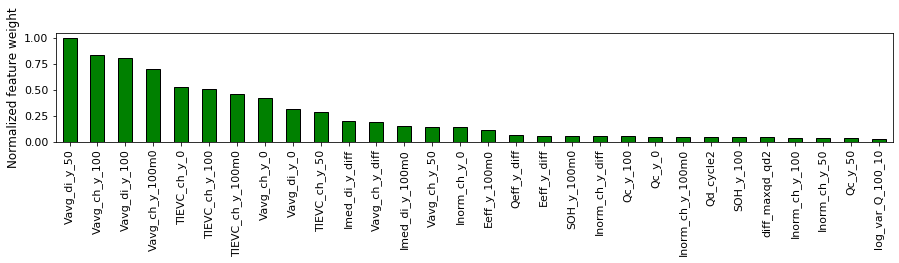 Normalized feature weight
1.00
0.75
0.50
0.25
0.00
Vavg_di_y_50
Vavg_ch_y_100
Vavg_di_y_100
Vavg_ch_y_100m0
TIEVC_ch_y_0
TIEVC_ch_y_100
TIEVC_ch_y_100m0
Vavg_ch_y_0
Vavg_di_y_0
TIEVC_ch_y_50
Imed_di_y_diff
Vavg_ch_y_diff
Imed_di_y_100m0
Vavg_ch_y_50
Inorm_ch_y_0
Eeff_y_100m0
Qeff_y_diff
Eeff_y_diff
SOH_y_100m0
Inorm_ch_y_diff
Qc_y_100
Qc_y_0
Inorm_ch_y_100m0
Qd_cycle2
SOH_y_100
diff_maxqd_qd2
Inorm_ch_y_100
Inorm_ch_y_50
Qc_y_50
log_var_Q_100_10